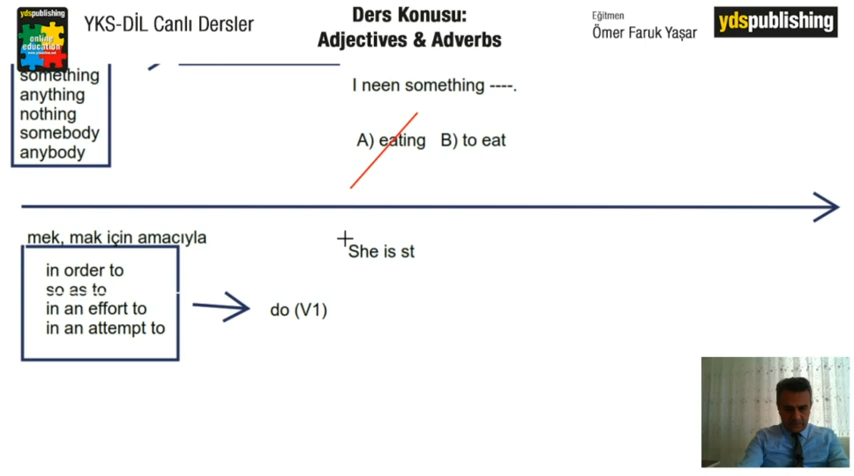 ydspublishing
online
education
YKS-DİL Canlı Dersler
Ders Konusu:
Adjectives & Adverbs
Eğitmen
Ömer Faruk Yaşar
ydspublishing
something
anything
nothing
somebody
anybody
I neen something ----.
A) eating B) to eat
mek, mak için amacıyla
in order to
so as to
in an effort to
in an attempt to
do (V1)
She is st